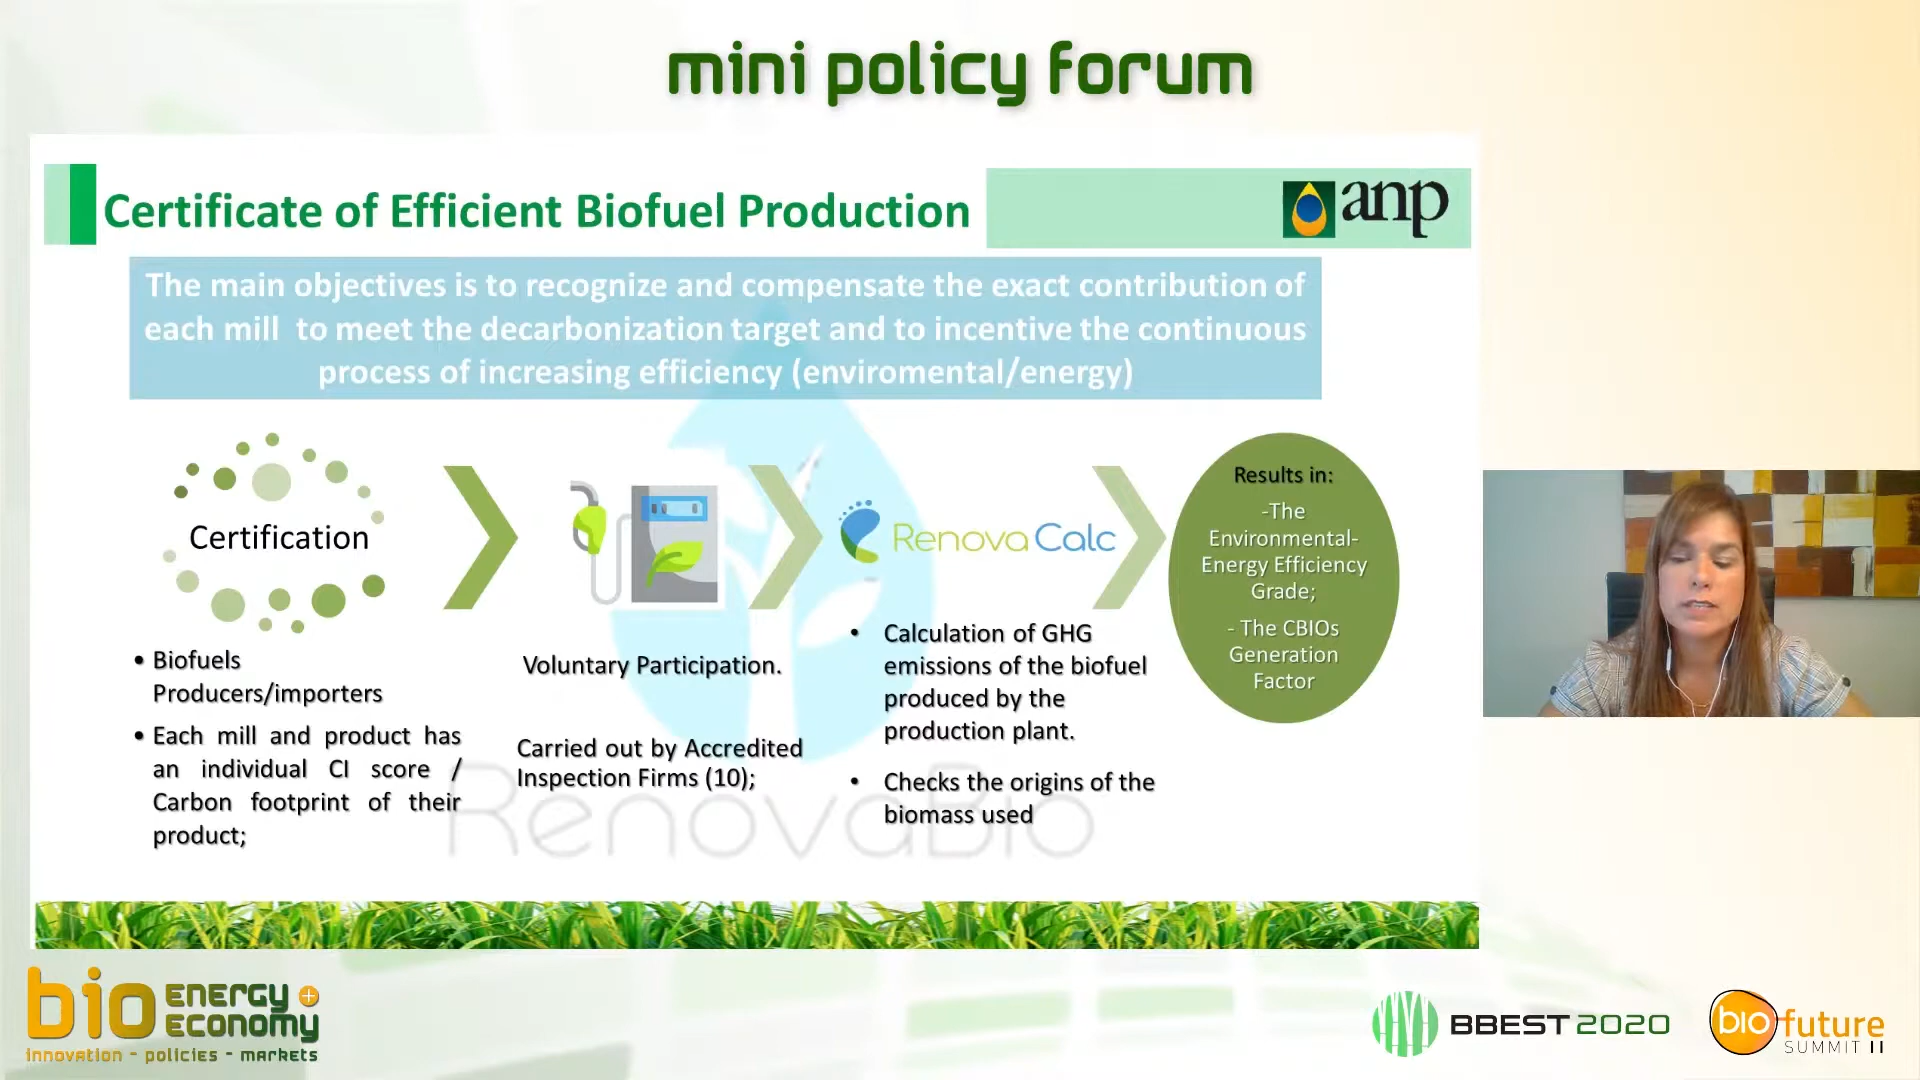 mini policy forum
Certificate of Efficient Biofuel Production
anp
The main objectives is to recognize and compensate the exact contribution of
each mill to meet the decarbonization target and to incentive the continuous
process of increasing efficiency (enviromental/energy)
Certification
• Biofuels
Producers/importers
• Each mill and product has
an individual CI score /
Carbon footprint of their
product;
Voluntary Participation.
Carried out by Accredited
Inspection Firms (10);
Renova Calc
• Calculation of GHG
emissions of the biofuel
produced by the
production plant.
• Checks the origins of the
biomass used
Results in:
-The
Environmental-
Energy Efficiency
Grade;
- The CBIOs
Generation
Factor
RenovaBio
bio ENERGY +
ECONOMY
innovation - policies - markets
BBEST 2020
biofuture
SUMMIT II